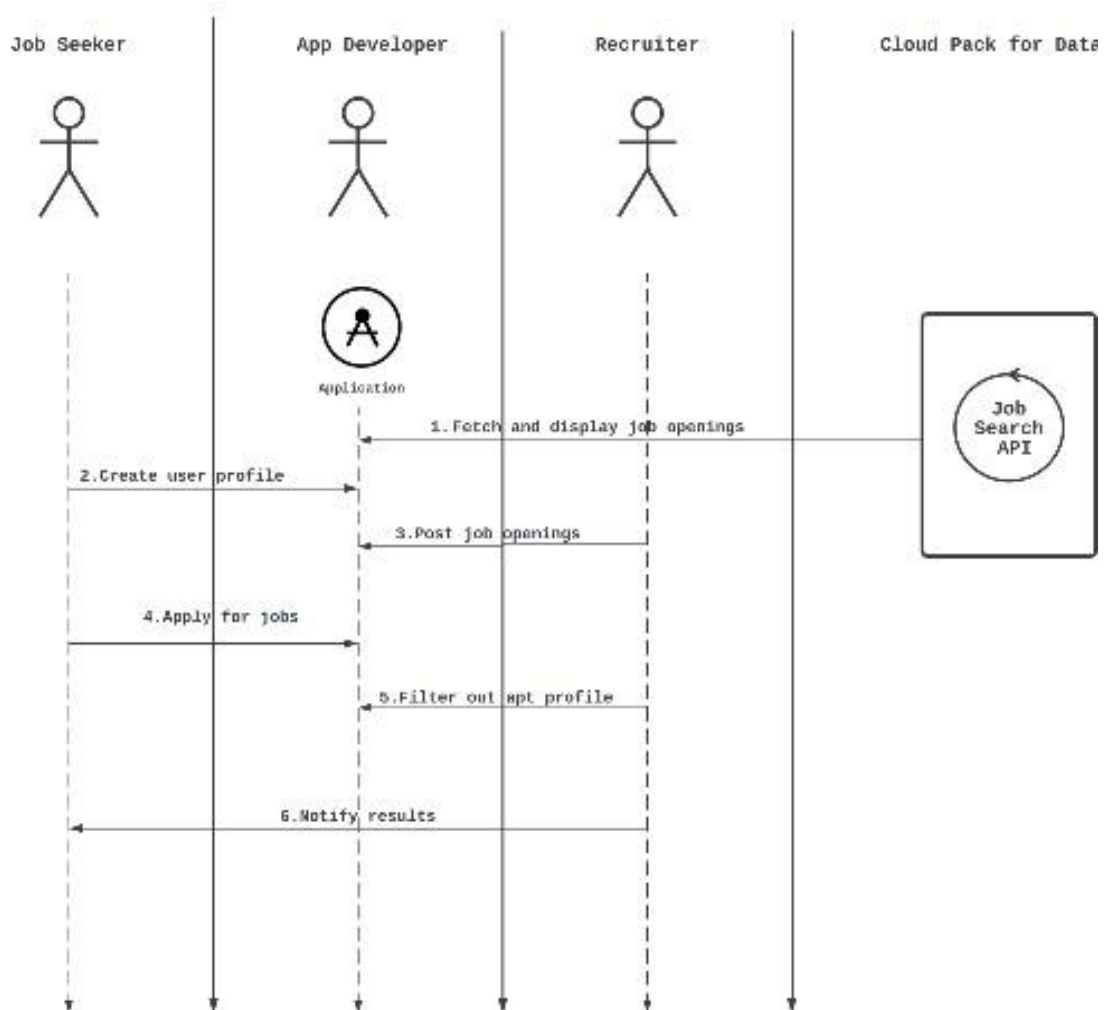 Job Seeker
App Developer
Recruiter
Cloud Pack for Data
Application
1.Fetch and display job openings
Job
Search
API
2.Create user profile
3.Post job openings
4.Apply for jobs
5.Filter out apt profile
6.Notify results